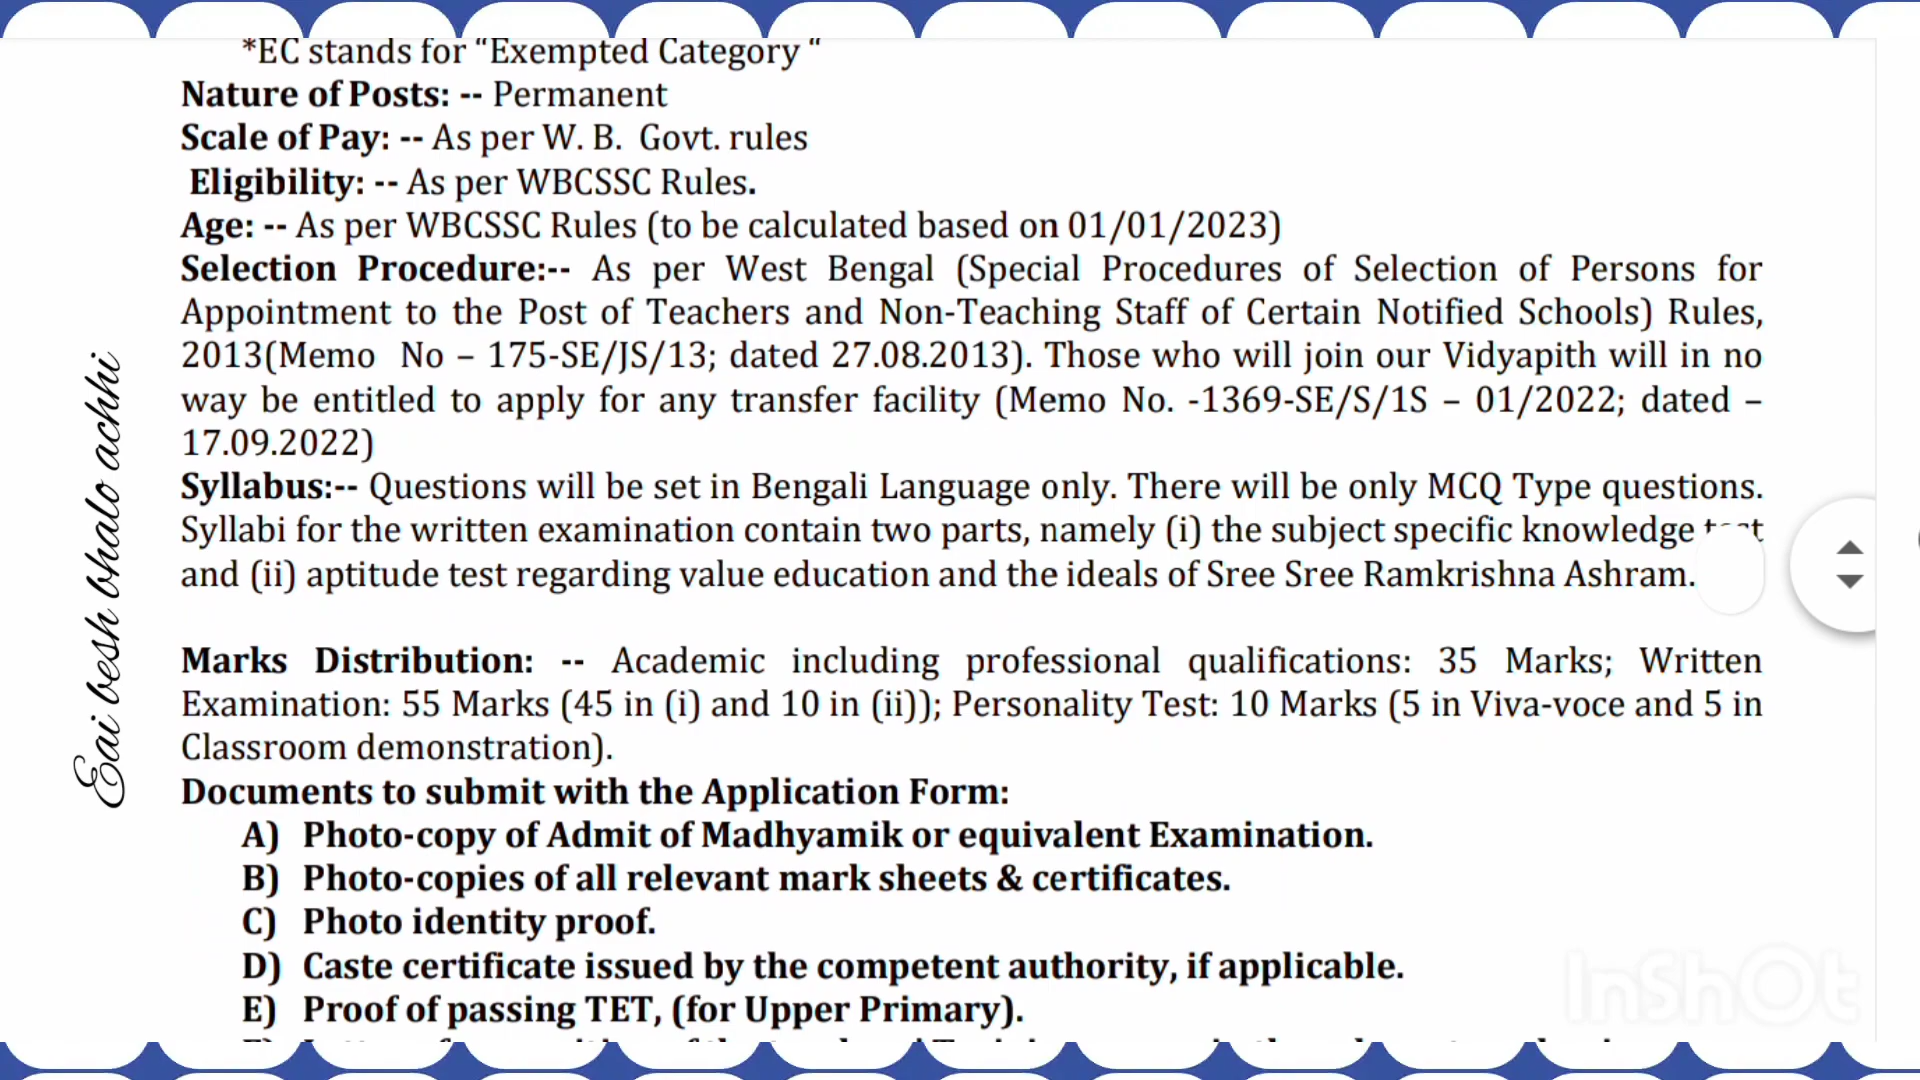 *EC stands for “Exempted Category “
Nature of Posts: -- Permanent
Scale of Pay: -- As per W. B. Govt. rules
Eligibility: -- As per WBCSSC Rules.
Age: -- As per WBCSSC Rules (to be calculated based on 01/01/2023)
Selection Procedure:-- As per West Bengal (Special Procedures of Selection of Persons for
Appointment to the Post of Teachers and Non-Teaching Staff of Certain Notified Schools) Rules,
2013(Memo No – 175-SE/JS/13; dated 27.08.2013). Those who will join our Vidyapith will in no
way be entitled to apply for any transfer facility (Memo No. -1369-SE/S/1S – 01/2022; dated –
17.09.2022)
Syllabus:-- Questions will be set in Bengali Language only. There will be only MCQ Type questions.
Syllabi for the written examination contain two parts, namely (i) the subject specific knowledge
and (ii) aptitude test regarding value education and the ideals of Sree Sree Ramkrishna Ashram.
Marks Distribution: -- Academic including professional qualifications: 35 Marks; Written
Examination: 55 Marks (45 in (i) and 10 in (ii)); Personality Test: 10 Marks (5 in Viva-voce and 5 in
Classroom demonstration).
Documents to submit with the Application Form:
A) Photo-copy of Admit of Madhyamik or equivalent Examination.
B) Photo-copies of all relevant mark sheets & certificates.
C) Photo identity proof.
D) Caste certificate issued by the competent authority, if applicable.
E) Proof of passing TET, (for Upper Primary).
Eai besh bhalo achhi
InShOt